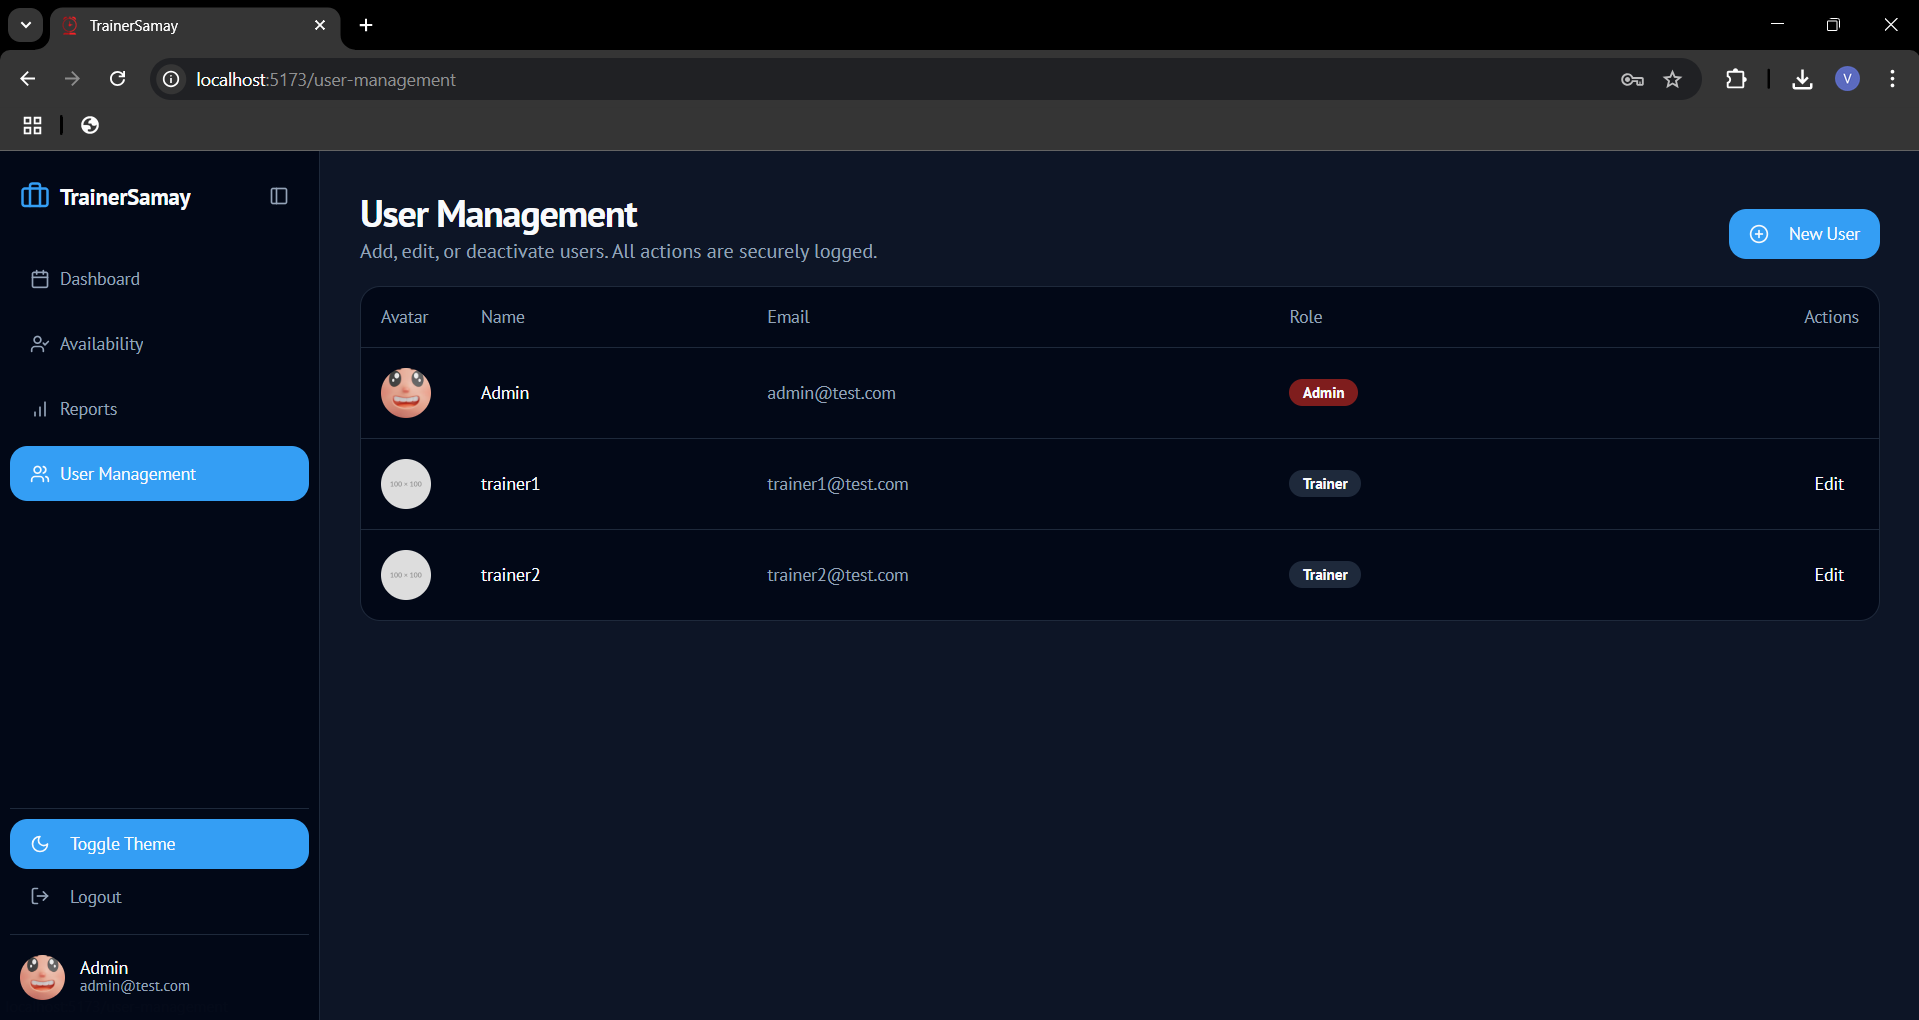 TrainerSamay
localhost:5173/user-management
V
TrainerSamay
Dashboard
Availability
Reports
User Management
Toggle Theme
Logout
Admin
admin@test.com
User Management
Add, edit, or deactivate users. All actions are securely logged.
New User
Avatar Name Email Role Actions
Admin admin@test.com Admin
100 × 100 trainer1 trainer1@test.com Trainer Edit
100 × 100 trainer2 trainer2@test.com Trainer Edit